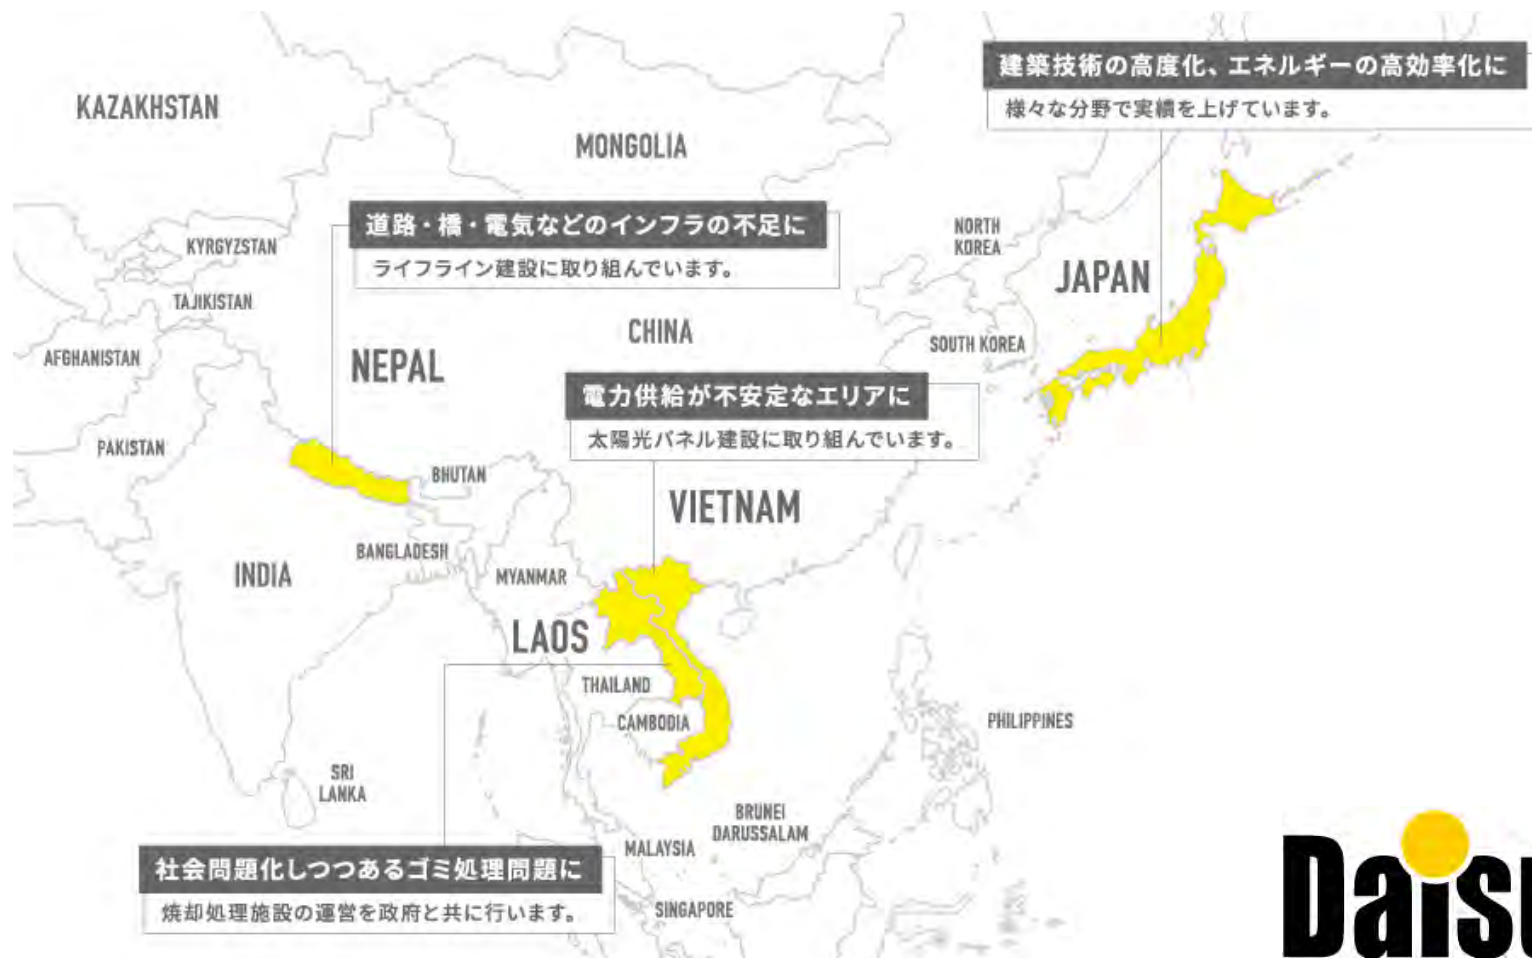 建築技術の高度化、エネルギーの高効率化に
様々な分野で実績を上げています。
KAZAKHSTAN
MONGOLIA
道路・橋・電気などのインフラの不足に
ライフライン建設に取り組んでいます。
NORTH
KOREA
KYRGYZSTAN
JAPAN
TAJIKISTAN
CHINA
SOUTH KOREA
AFGHANISTAN
NEPAL
電力供給が不安定なエリアに
太陽光パネル建設に取り組んでいます。
PAKISTAN
BHUTAN
VIETNAM
BANGLADESH
INDIA
MYANMAR
LAOS
THAILAND
CAMBODIA
PHILIPPINES
SRI
LANKA
BRUNEI
DARUSSALAM
MALAYSIA
社会問題化しつつあるゴミ処理問題に
焼却処理施設の運営を政府と共に行います。
SINGAPORE
Daisu